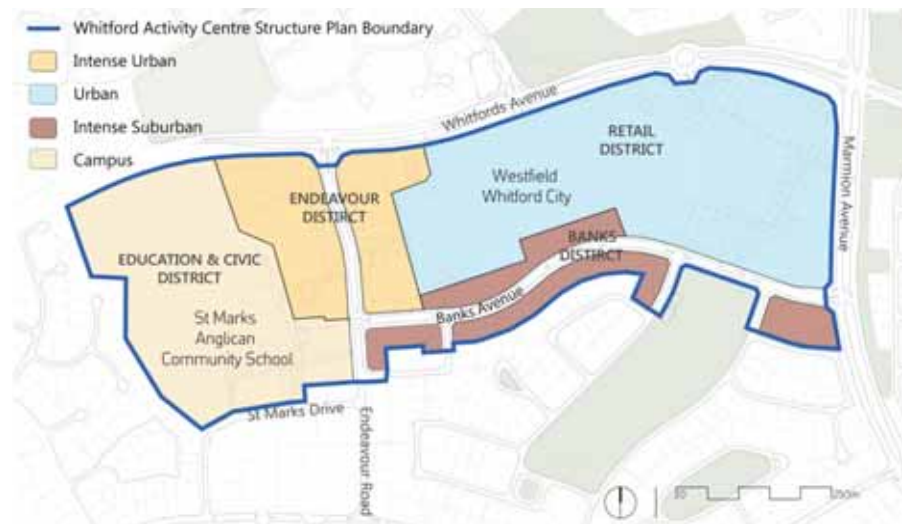 Whitford Activity Centre Structure Plan Boundary
Intense Urban
Urban
Intense Suburban
Campus
Whitfords Avenue
RETAIL
DISTRICT
Marmion Avenue
Westfield
Whitford City
ENDEAVOUR
DISTIRCT
BANKS
DISTIRCT
EDUCATION & CIVIC
DISTRICT
Banks Avenue
St Marks
Anglican
Community School
St Marks Drive
Endeavour Road